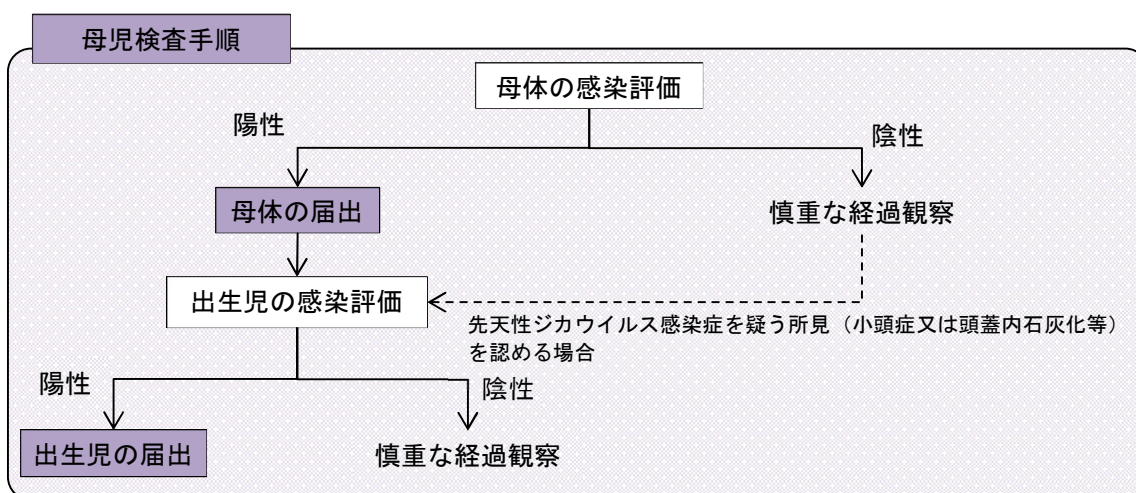 母児検査手順
母体の感染評価
陽性
陰性
母体の届出
慎重な経過観察
出生児の感染評価
先天性ジカウイルス感染症を疑う所見（小頭症又は頭蓋内石灰化等）
を認める場合
陽性
陰性
出生児の届出
慎重な経過観察